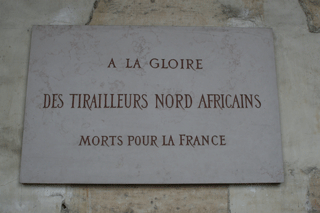 A LA GLOIRE
DES TIRAILLEURS NORD AFRICAINS
MORTS POUR LA FRANCE